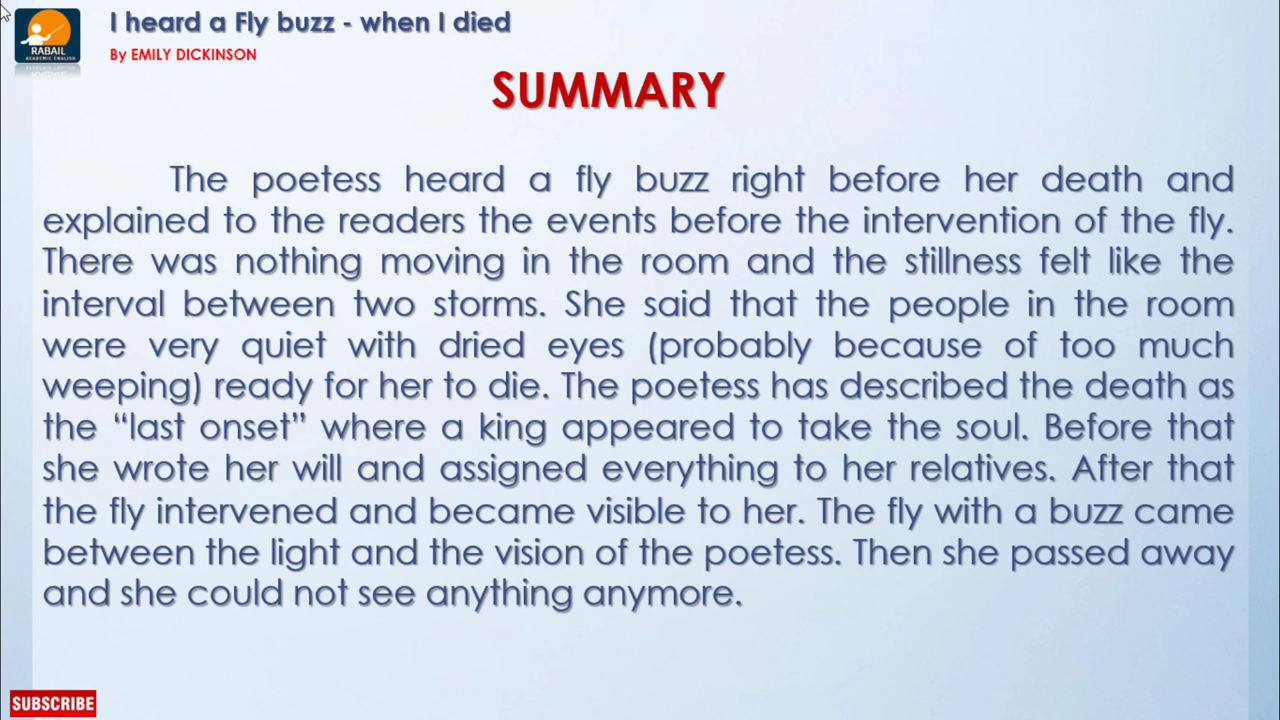 I heard a Fly buzz - when I died
RABAIL
ACADEMIC ENGLISH
By EMILY DICKINSON
SUMMARY
The poetess heard a fly buzz right before her death and
explained to the readers the events before the intervention of the fly.
There was nothing moving in the room and the stillness felt like the
interval between two storms. She said that the people in the room
were very quiet with dried eyes (probably because of too much
weeping) ready for her to die. The poetess has described the death as
the “last onset” where a king appeared to take the soul. Before that
she wrote her will and assigned everything to her relatives. After that
the fly intervened and became visible to her. The fly with a buzz came
between the light and the vision of the poetess. Then she passed away
and she could not see anything anymore.
SUBSCRIBE